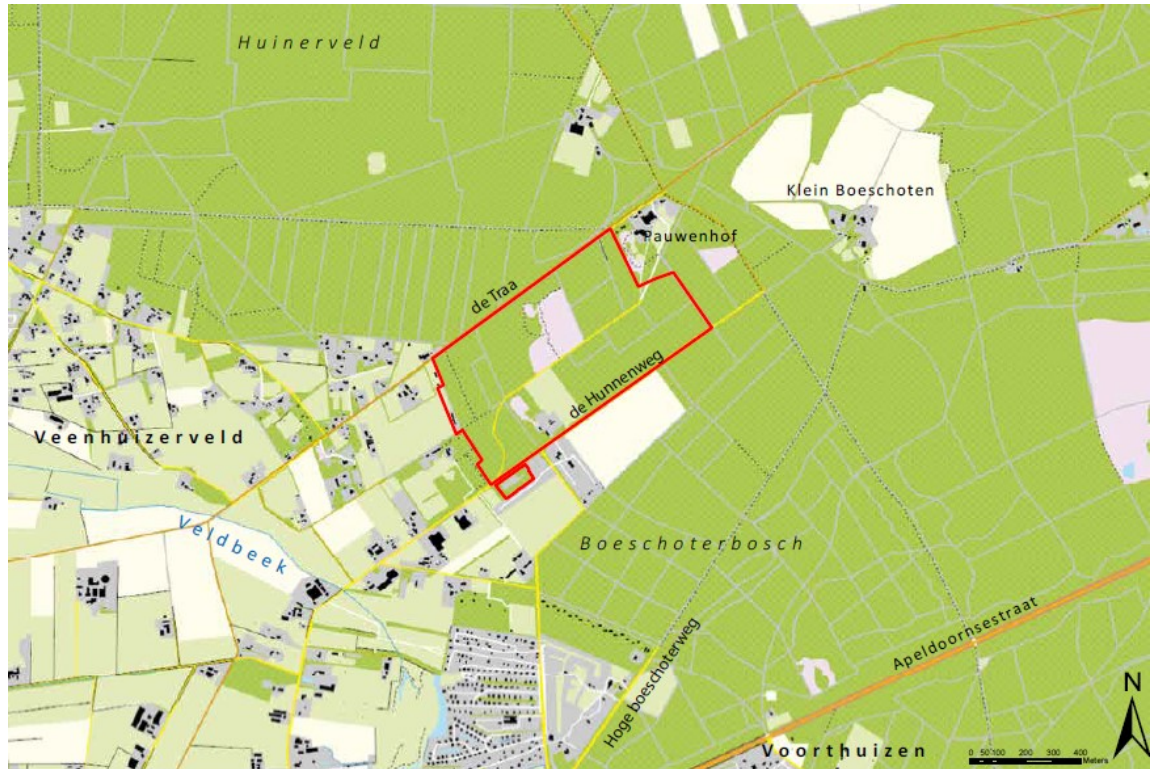 Huinerveld
Klein Boeschoten
Pauwenhof
de Traa
de Hunnenweg
Veenhuizerveld
Veldbeek
Boeschoterbosch
Apeldoornsestraat
Hoge boeschoterweg
Voorthuizen
N
0 50 100 200 300 400
Meters